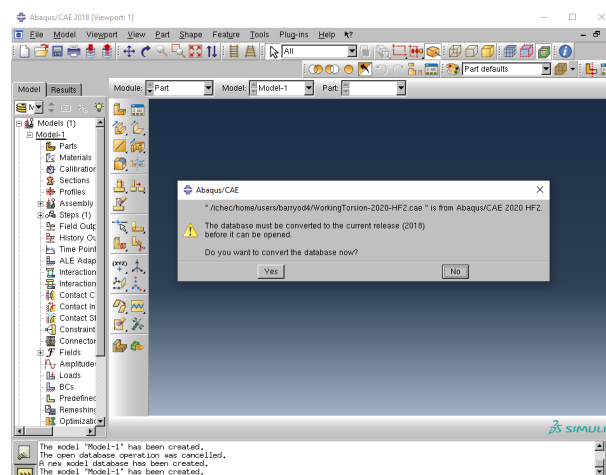 Abaqus/CAE 2018 [Viewport: 1]
File Model Viewport View Part Shape Feature Tools Plug-ins Help
All
Part defaults
Model Results
Module: Part Model: Model-1 Part:
Models (1)
Model-1
Parts
Materials
Calibration
Sections
Profiles
Assembly
Steps (1)
Field Outp
History Ou
Time Point
ALE Adap
Interaction
Interaction
Contact C
Contact In
Contact St
Constraint
Connector
Fields
Amplitude
Loads
BCs
Predefined
Remeshing
Optimizatio
(XYZ)
Abaqus/CAE
" /ichec/home/users/barryod4/WorkingTorsion-2020-HF2.cae " is from Abaqus/CAE 2020 HF2.
The database must be converted to the current release (2018)
before it can be opened.
Do you want to convert the database now?
Yes No
SIMULI
The model "Model-1" has been created.
The open database operation was cancelled.
A new model database has been created.
The model "Model-1" has been created.